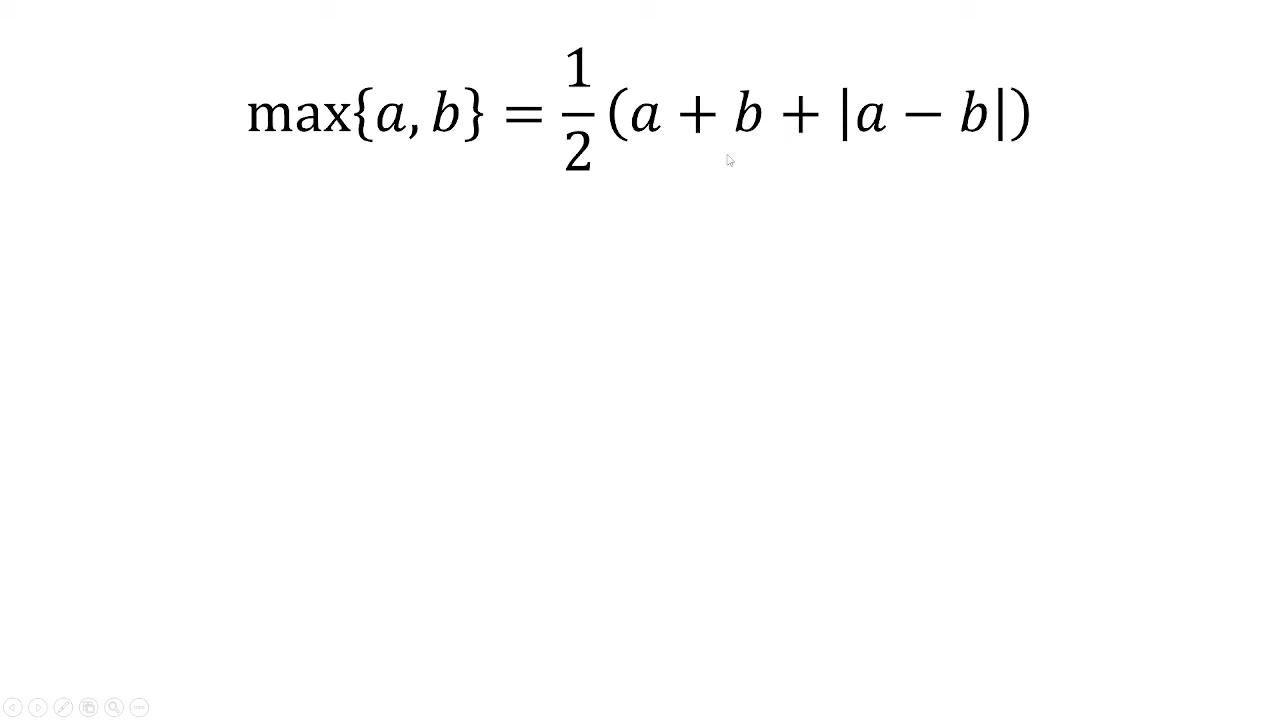 max{a, b} = 1/2 (a + b + |a − b|)